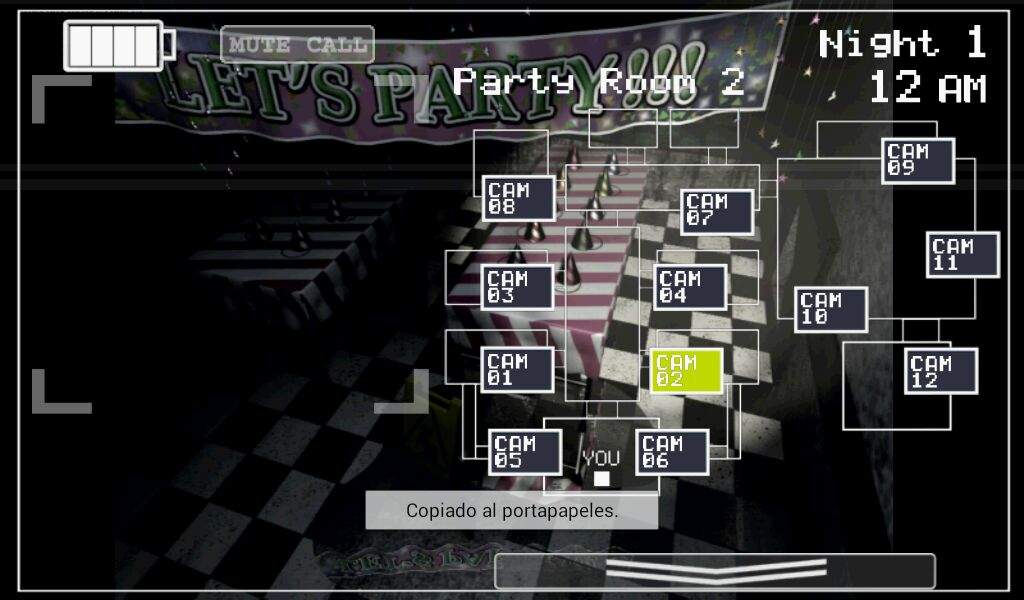 MUTE CALL
Night 1
12 AM
LET'S PARTY!!!
Party Room 2
CAM
09
CAM
08
CAM
07
CAM
11
CAM
03
CAM
04
CAM
10
CAM
01
CAM
02
CAM
12
CAM
05
YOU
CAM
06
Copiado al portapapeles.